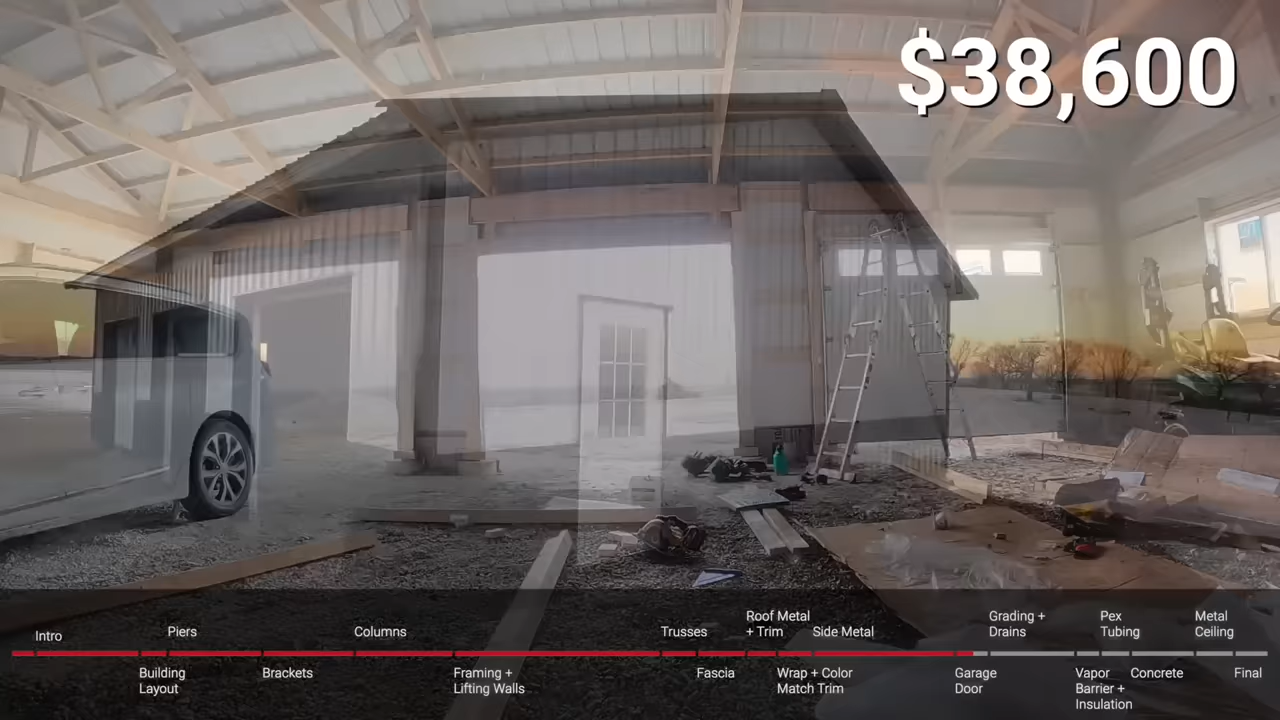 $38,600
Intro
Piers
Columns
Trusses
Roof Metal
+ Trim
Side Metal
Grading +
Drains
Pex
Tubing
Metal
Ceiling
Building
Layout
Brackets
Framing +
Lifting Walls
Fascia
Wrap + Color
Match Trim
Garage
Door
Vapor
Barrier +
Insulation
Concrete
Final